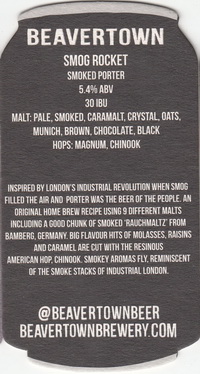 BEAVERTOWN
SMOG ROCKET
SMOKED PORTER
5.4% ABV
30 IBU
MALT: PALE, SMOKED, CARAMALT, CRYSTAL, OATS,
MUNICH, BROWN, CHOCOLATE, BLACK
HOPS: MAGNUM, CHINOOK
INSPIRED BY LONDON'S INDUSTRIAL REVOLUTION WHEN SMOG
FILLED THE AIR AND PORTER WAS THE BEER OF THE PEOPLE. AN
ORIGINAL HOME BREW RECIPE USING 9 DIFFERENT MALTS
INCLUDING A GOOD CHUNK OF SMOKED 'RAUCHMALTZ' FROM
BAMBERG, GERMANY. BIG FLAVOUR HITS OF MOLASSES, RAISINS
AND CARAMEL ARE CUT WITH THE RESINOUS
AMERICAN HOP, CHINOOK. SMOKEY AROMAS FLY, REMINISCENT
OF THE SMOKE STACKS OF INDUSTRIAL LONDON.
@BEAVERTOWNBEER
BEAVERTOWNBREWERY.COM